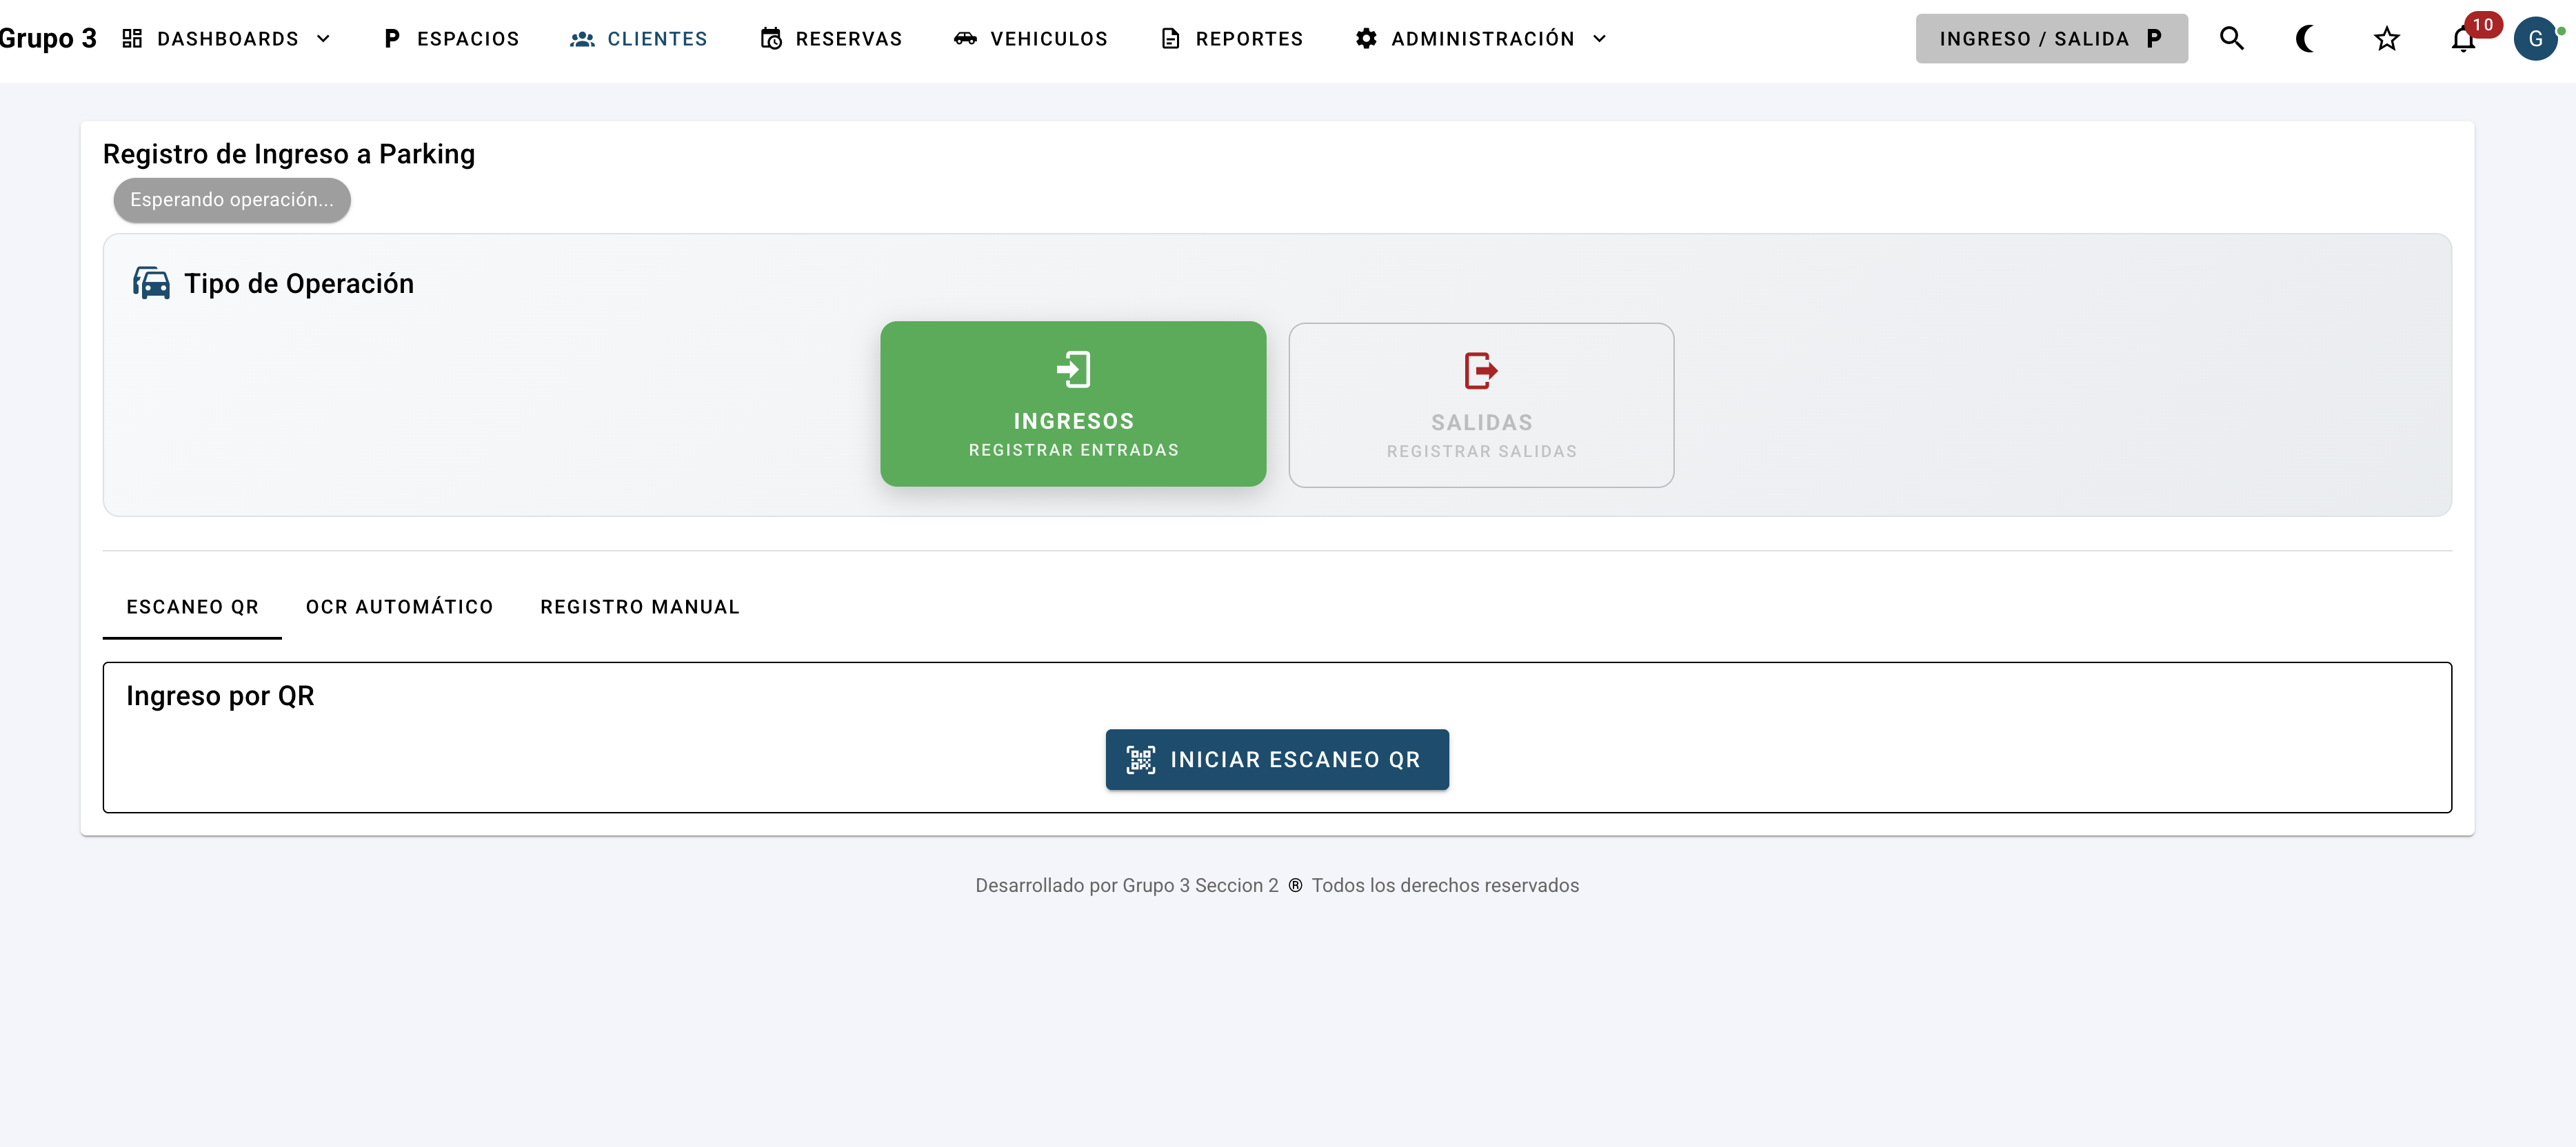 Grupo 3 DASHBOARDS ESPACIOS CLIENTES RESERVAS VEHICULOS REPORTES ADMINISTRACIÓN INGRESO / SALIDA P 10 G
Registro de Ingreso a Parking
Esperando operación...
Tipo de Operación
INGRESOS
REGISTRAR ENTRADAS
SALIDAS
REGISTRAR SALIDAS
ESCANEO QR OCR AUTOMÁTICO REGISTRO MANUAL
Ingreso por QR
INICIAR ESCANEO QR
Desarrollado por Grupo 3 Seccion 2 ® Todos los derechos reservados